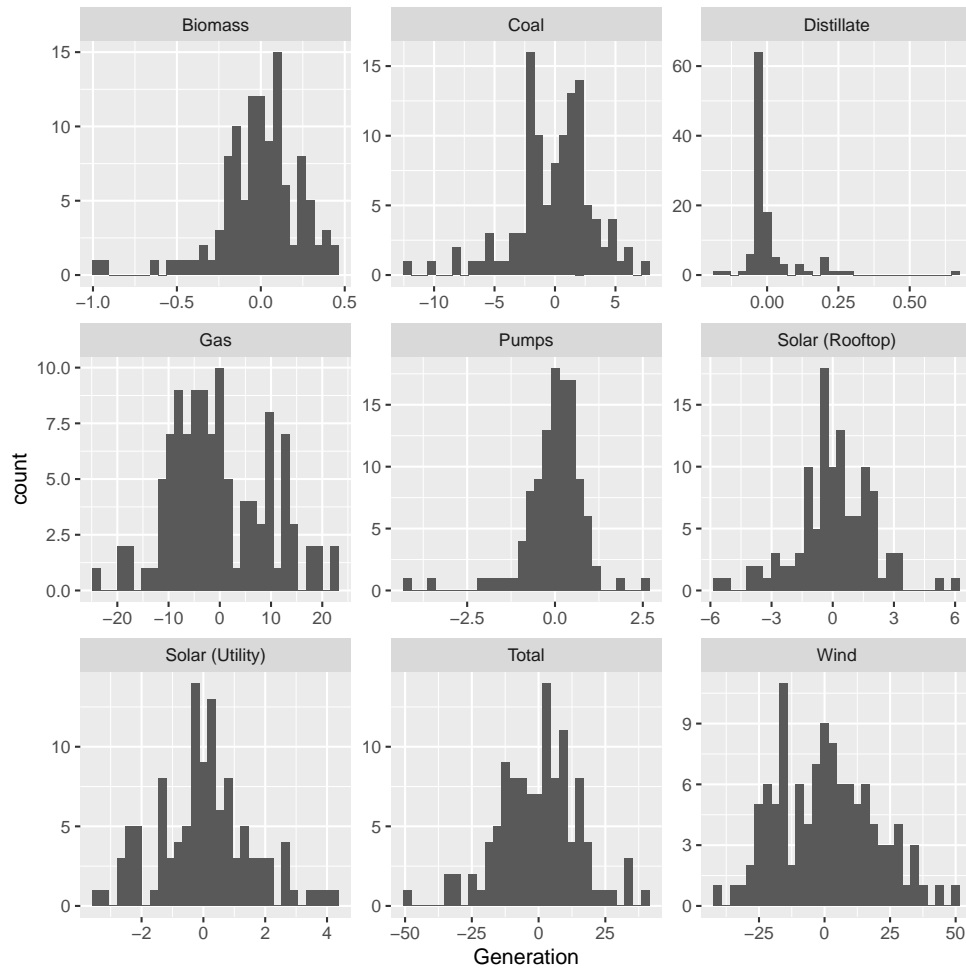 Biomass Coal Distillate
15 10 5 0
15 10 5 0
60 40 20 0
−1.0 −0.5 0.0 0.5
−10 −5 0 5
0.00 0.25 0.50
Gas Pumps Solar (Rooftop)
10.0 7.5 5.0 2.5 0.0
15 10 5 0
15 10 5 0
−20 −10 0 10 20
−2.5 0.0 2.5
−6 −3 0 3 6
Solar (Utility) Total Wind
10 5 0
10 5 0
9 6 3 0
−2 0 2 4
−50 −25 0 25
−25 0 25 50
count
Generation